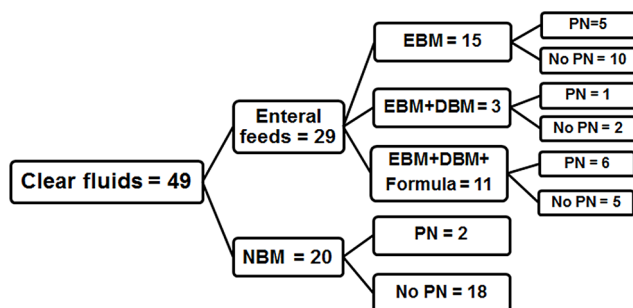 Clear fluids = 49
Enteral
feeds = 29
NBM = 20
EBM = 15
EBM+DBM = 3
EBM+DBM+
Formula = 11
PN = 2
No PN = 18
PN=5
No PN = 10
PN = 1
No PN = 2
PN = 6
No PN = 5